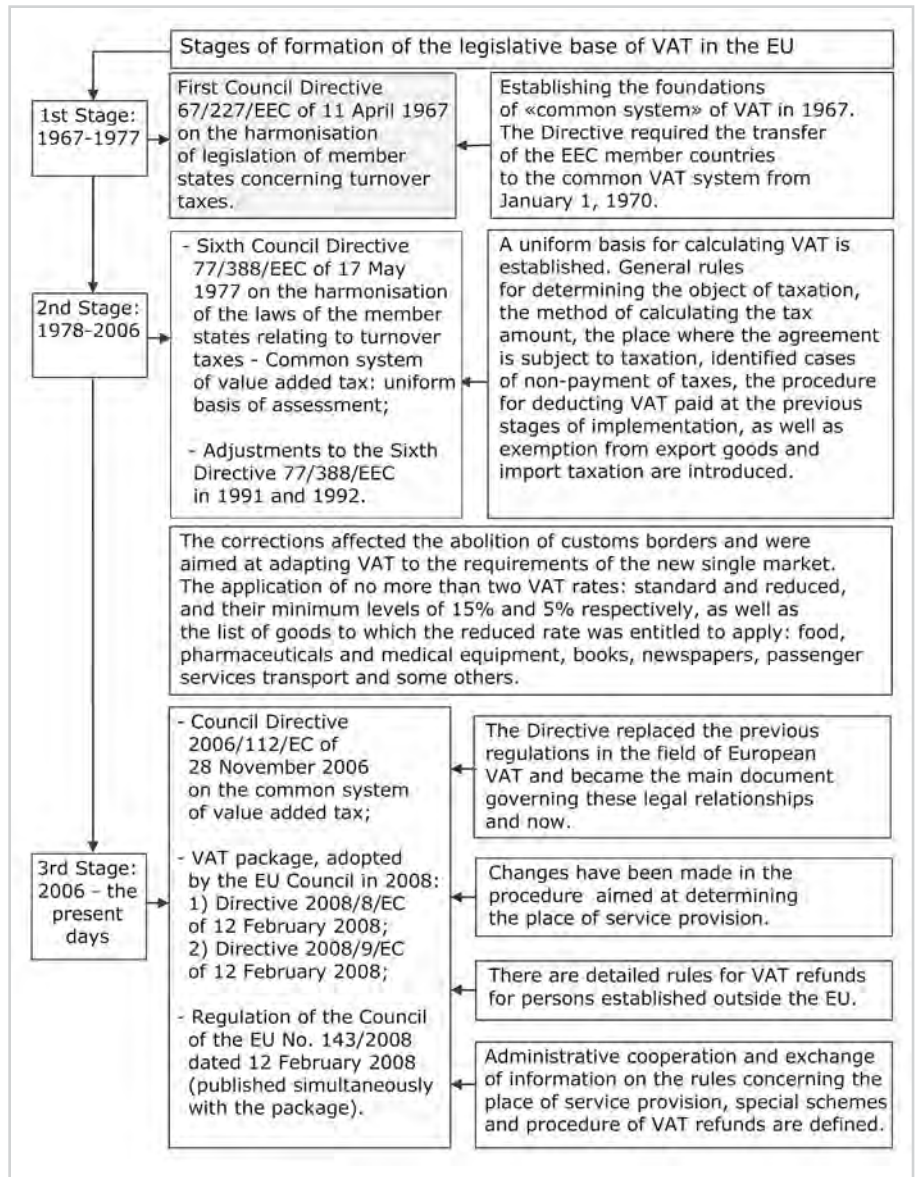 Stages of formation of the legislative base of VAT in the EU
1st Stage:
1967-1977
First Council Directive
67/227/EEC of 11 April 1967
on the harmonisation
of legislation of member
states concerning turnover
taxes.
Establishing the foundations
of «common system» of VAT in 1967.
The Directive required the transfer
of the EEC member countries
to the common VAT system from
January 1, 1970.
2nd Stage:
1978-2006
- Sixth Council Directive
77/388/EEC of 17 May
1977 on the harmonisation
of the laws of the member
states relating to turnover
taxes - Common system
of value added tax: uniform
basis of assessment;
- Adjustments to the Sixth
Directive 77/388/EEC
in 1991 and 1992.
A uniform basis for calculating VAT is
established. General rules
for determining the object of taxation,
the method of calculating the tax
amount, the place where the agreement
is subject to taxation, identified cases
of non-payment of taxes, the procedure
for deducting VAT paid at the previous
stages of implementation, as well as
exemption from export goods and
import taxation are introduced.
The corrections affected the abolition of customs borders and were
aimed at adapting VAT to the requirements of the new single market.
The application of no more than two VAT rates: standard and reduced,
and their minimum levels of 15% and 5% respectively, as well as
the list of goods to which the reduced rate was entitled to apply: food,
pharmaceuticals and medical equipment, books, newspapers, passenger
services transport and some others.
3rd Stage:
2006 – the
present
days
- Council Directive
2006/112/EC of
28 November 2006
on the common system
of value added tax;
- VAT package, adopted
by the EU Council in 2008:
1) Directive 2008/8/EC
of 12 February 2008;
2) Directive 2008/9/EC
of 12 February 2008;
- Regulation of the Council
of the EU No. 143/2008
dated 12 February 2008
(published simultaneously
with the package).
The Directive replaced the previous
regulations in the field of European
VAT and became the main document
governing these legal relationships
and now.
Changes have been made in the
procedure aimed at determining
the place of service provision.
There are detailed rules for VAT refunds
for persons established outside the EU.
Administrative cooperation and exchange
of information on the rules concerning the
place of service provision, special schemes
and procedure of VAT refunds are defined.